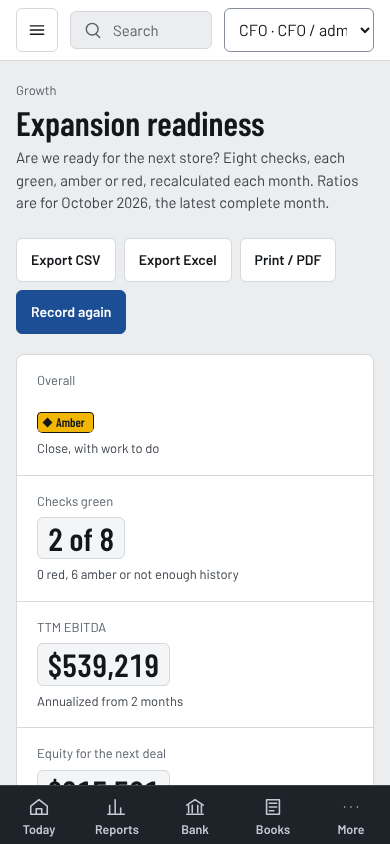 Search
CFO · CFO / adm
Growth
Expansion readiness
Are we ready for the next store? Eight checks, each
green, amber or red, recalculated each month. Ratios
are for October 2026, the latest complete month.
Export CSV
Export Excel
Print / PDF
Record again
Overall
◆ Amber
Close, with work to do
Checks green
2 of 8
0 red, 6 amber or not enough history
TTM EBITDA
$539,219
Annualized from 2 months
Equity for the next deal
Today
Reports
Bank
Books
More